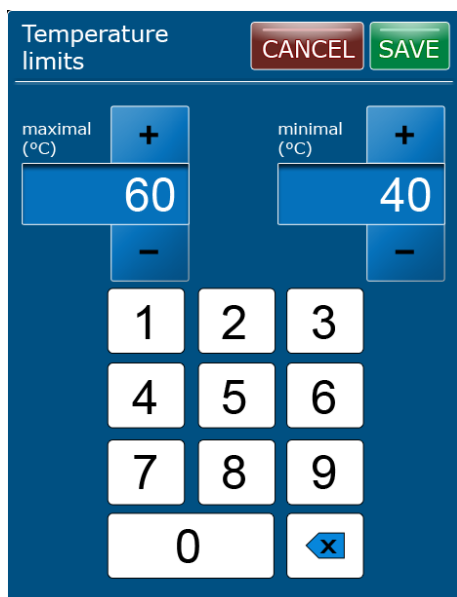 Temperature
limits
CANCEL SAVE
maximal
(°C)
+
60
−
minimal
(°C)
+
40
−
1 2 3
4 5 6
7 8 9
0 x